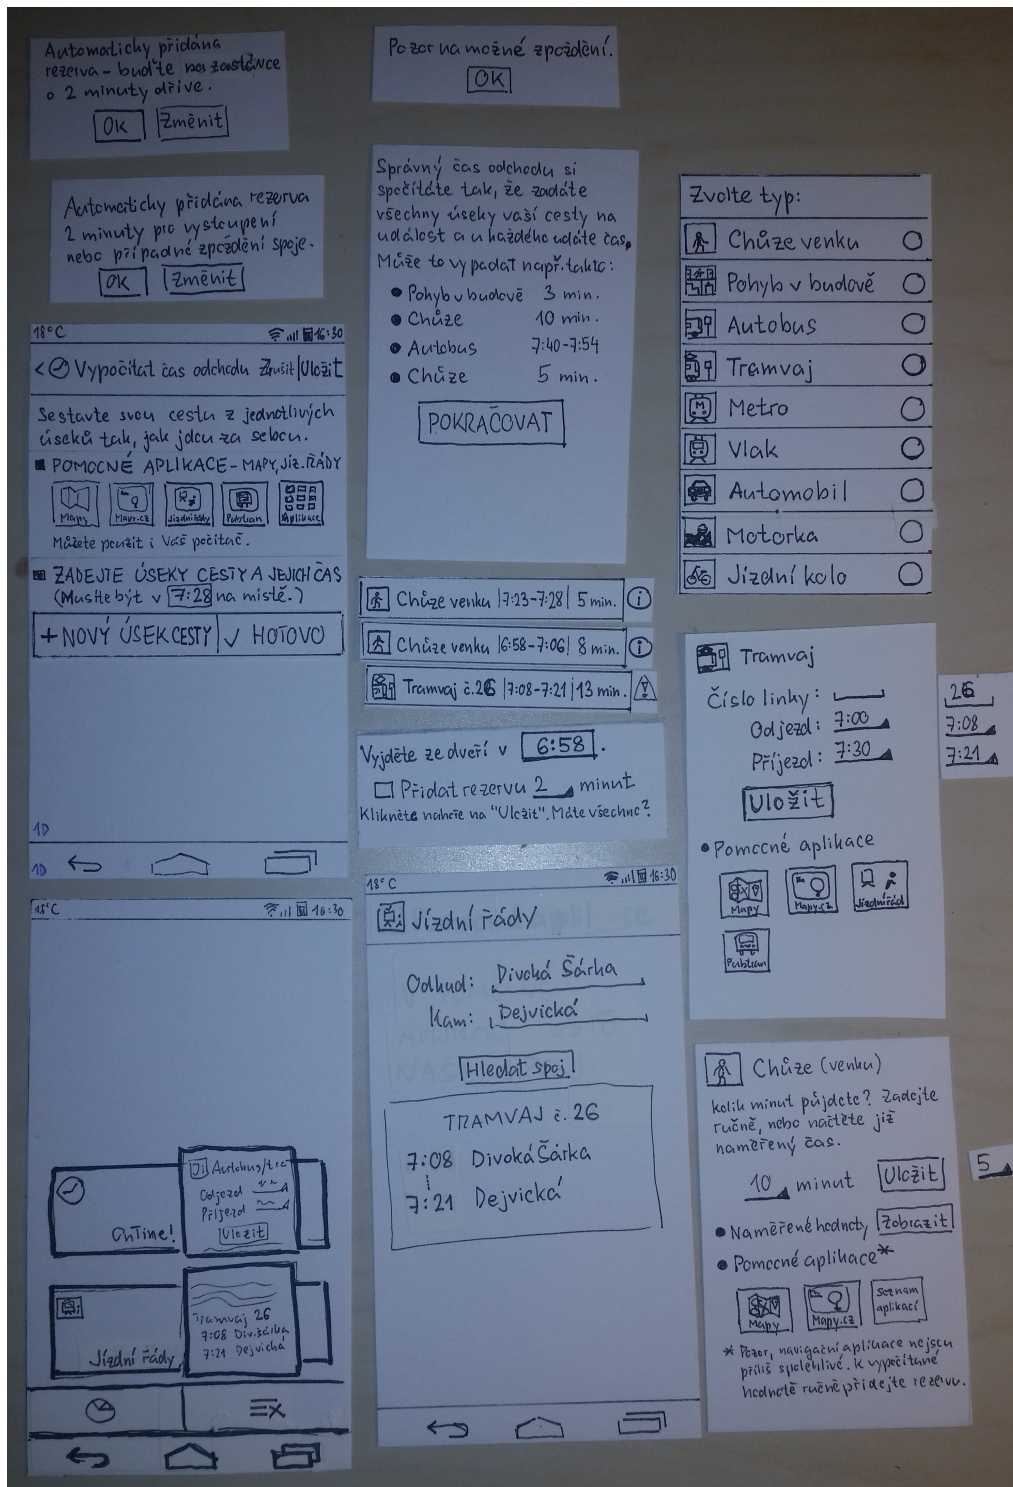 Automaticky přidána
rezerva - buďte na zastávce
o 2 minuty dříve.
OK Změnit
Automaticky přidána rezerva
2 minuty pro vystoupení
nebo případné zpoždění spoje.
OK Změnit
18°C 16:30
< Vypočítat čas odchodu Zrušit | Uložit
Sestavte svou cestu z jednotlivých
úseků tak, jak jdou za sebou.
POMOCNÉ APLIKACE - MAPY, JÍZ. ŘÁDY
Mapy Mapy.cz Jízdní řády Pubtran Aplikace
Můžete použít i Váš počítač.
ZADEJTE ÚSEKY CESTY A JEJICH ČAS
(Musíte být v 7:28 na místě.)
+ NOVÝ ÚSEK CESTY ✓ HOTOVO
1D
1D
18°C 16:30
OnTime!
Autobus/tra
Odjezd
Příjezd
Uložit
Jízdní řády
Tramvaj 26
7:08 Div.šárka
7:21 Dejvická
Pozor na možné zpoždění.
OK
Správný čas odchodu si
spočítáte tak, že zadáte
všechny úseky vaší cesty na
událost a u každého udáte čas.
Může to vypadat např. takto:
• Pohyb v budově 3 min.
• Chůze 10 min.
• Autobus 7:40-7:54
• Chůze 5 min.
POKRAČOVAT
Chůze venku | 7:23-7:28 | 5 min. i
Chůze venku | 6:58-7:06 | 8 min. i
Tramvaj č.26 | 7:08-7:21 | 13 min. !
Vyjděte ze dveří v 6:58.
Přidat rezervu 2 minut
Klikněte nahoře na "Uložit". Máte všechno?
18°C 16:30
Jízdní řády
Odkud: Divoká Šárka
Kam: Dejvická
Hledat spoj
TRAMVAJ č. 26
7:08 Divoká Šárka
7:21 Dejvická
Zvolte typ:
Chůze venku
Pohyb v budově
Autobus
Tramvaj
M Metro
Vlak
Automobil
Motorka
Jízdní kolo
Tramvaj
Číslo linky:
Odjezd: 7:00
Příjezd: 7:30
Uložit
• Pomocné aplikace
Mapy Mapy.cz Jízdní řád
Pubtran
26
7:08
7:21
Chůze (venku)
kolik minut půjdete? Zadejte
ručně, nebo načtěte již
naměřený čas.
10 minut Uložit
5
• Naměřené hodnoty Zobrazit
• Pomocné aplikace*
Mapy Mapy.cz Seznam
aplikací
* Pozor, navigační aplikace nejsou
příliš spolehlivé. K vypočítané
hodnotě ručně přidejte rezervu.